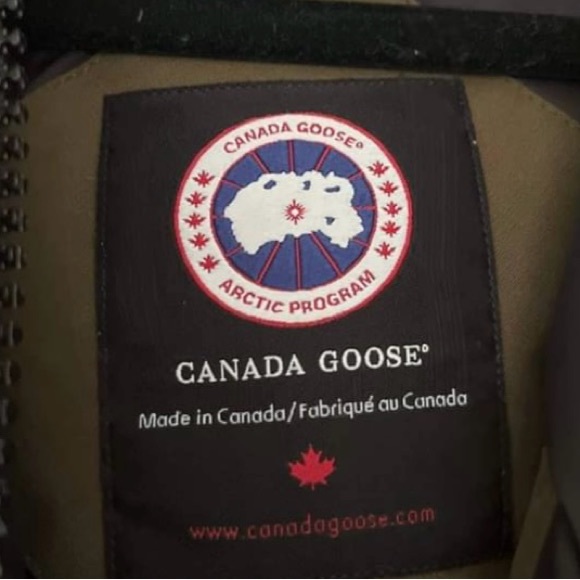 CANADA GOOSE®
ARCTIC PROGRAM
CANADA GOOSE®
Made in Canada/Fabriqué au Canada
www.canadagoose.com